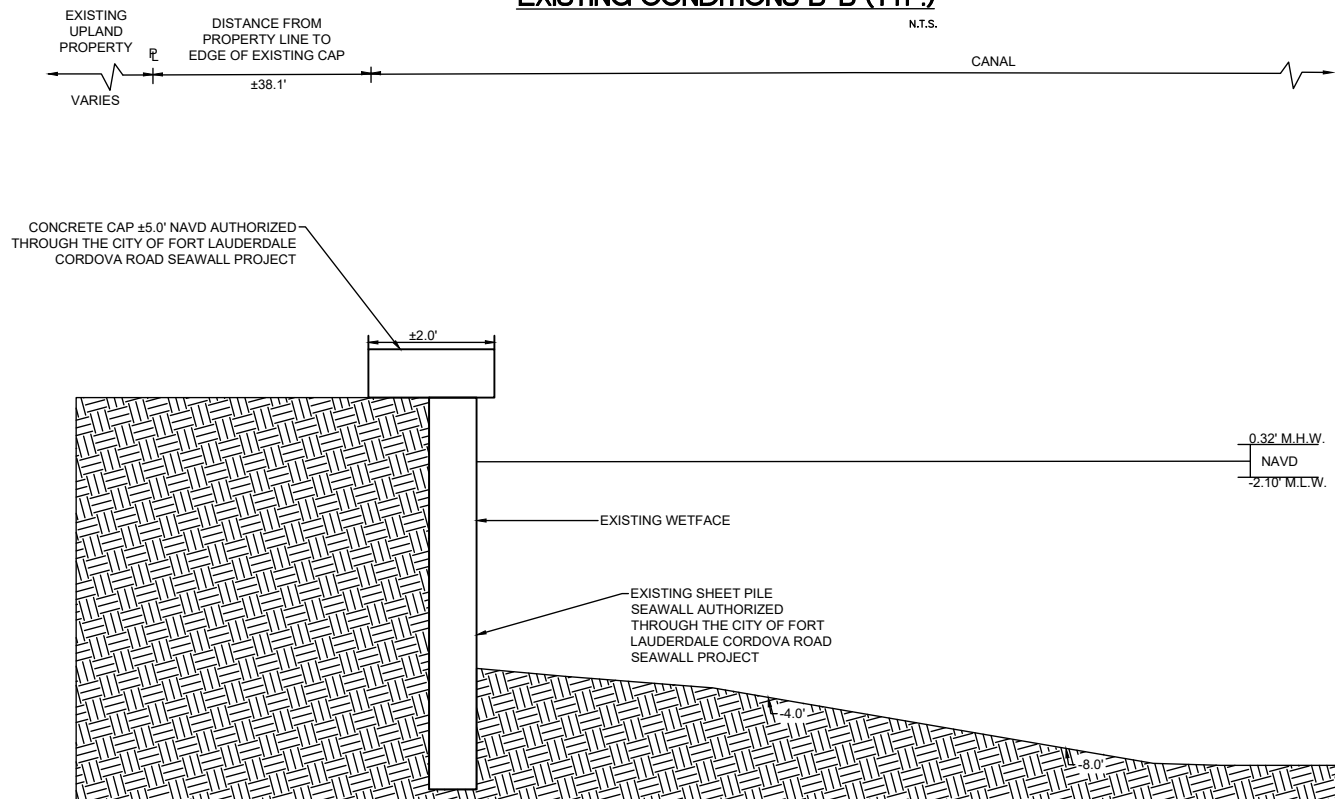 EXISTING CONDITIONS B-B (TYP.)
N.T.S.
EXISTING
UPLAND
PROPERTY
PL
DISTANCE FROM
PROPERTY LINE TO
EDGE OF EXISTING CAP
±38.1'
VARIES
CANAL
CONCRETE CAP ±5.0' NAVD AUTHORIZED
THROUGH THE CITY OF FORT LAUDERDALE
CORDOVA ROAD SEAWALL PROJECT
±2.0'
0.32' M.H.W.
NAVD
-2.10' M.L.W.
EXISTING WETFACE
EXISTING SHEET PILE
SEAWALL AUTHORIZED
THROUGH THE CITY OF FORT
LAUDERDALE CORDOVA ROAD
SEAWALL PROJECT
-4.0'
-8.0'